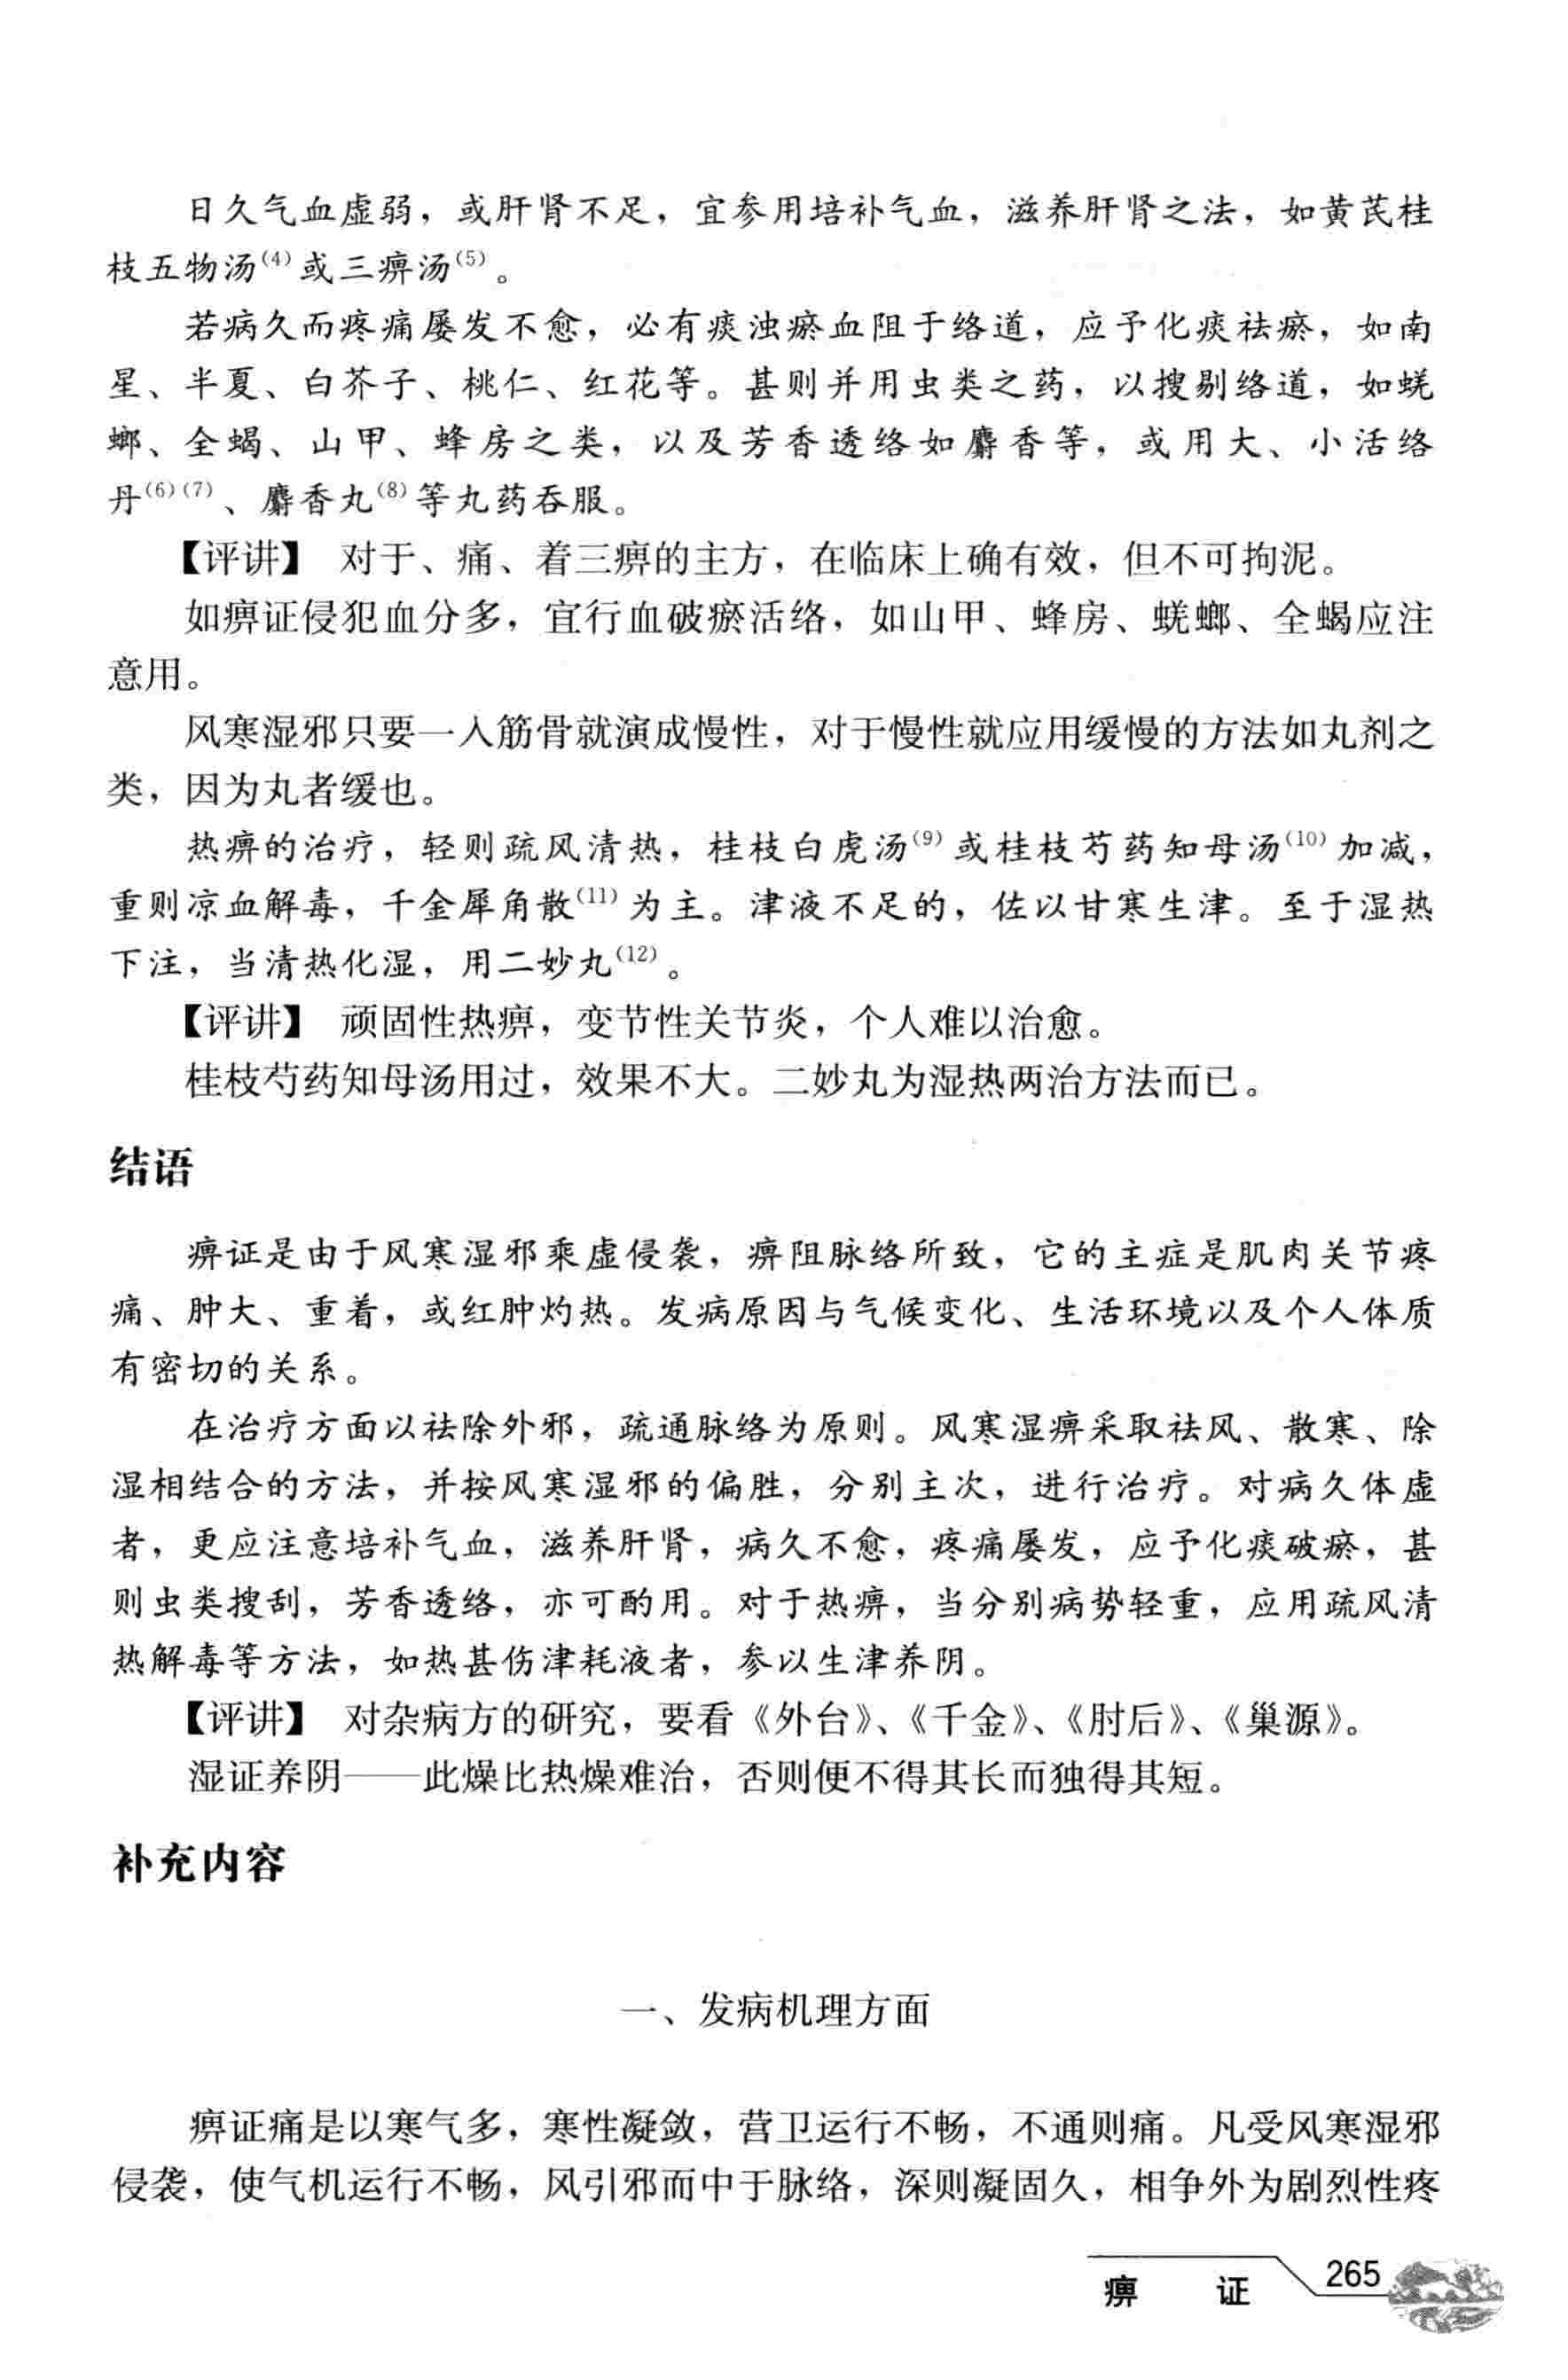 日久气血虚弱，或肝肾不足，宜参用培补气血，滋养肝肾之法，如黄芪桂
枝五物汤(4)或三痹汤(5)。
若病久而疼痛屡发不愈，必有痰浊瘀血阻于络道，应予化痰祛瘀，如南
星、半夏、白芥子、桃仁、红花等。甚则并用虫类之药，以搜剔络道，如蜣
螂、全蝎、山甲、蜂房之类，以及芳香透络如麝香等，或用大、小活络
丹(6)(7)、麝香丸(8)等丸药吞服。
【评讲】 对于、痛、着三痹的主方，在临床上确有效，但不可拘泥。
如痹证侵犯血分多，宜行血破瘀活络，如山甲、蜂房、蜣螂、全蝎应注
意用。
风寒湿邪只要一入筋骨就演成慢性，对于慢性就应用缓慢的方法如丸剂之
类，因为丸者缓也。
热痹的治疗，轻则疏风清热，桂枝白虎汤(9)或桂枝芍药知母汤(10)加减，
重则凉血解毒，千金犀角散(11)为主。津液不足的，佐以甘寒生津。至于湿热
下注，当清热化湿，用二妙丸(12)。
【评讲】 顽固性热痹，变节性关节炎，个人难以治愈。
桂枝芍药知母汤用过，效果不大。二妙丸为湿热两治方法而已。
结语
痹证是由于风寒湿邪乘虚侵袭，痹阻脉络所致，它的主症是肌肉关节疼
痛、肿大、重着，或红肿灼热。发病原因与气候变化、生活环境以及个人体质
有密切的关系。
在治疗方面以祛除外邪，疏通脉络为原则。风寒湿痹采取祛风、散寒、除
湿相结合的方法，并按风寒湿邪的偏胜，分别主次，进行治疗。对病久体虚
者，更应注意培补气血，滋养肝肾，病久不愈，疼痛屡发，应予化痰破瘀，甚
则虫类搜刮，芳香透络，亦可酌用。对于热痹，当分别病势轻重，应用疏风清
热解毒等方法，如热甚伤津耗液者，参以生津养阴。
【评讲】 对杂病方的研究，要看《外台》、《千金》、《肘后》、《巢源》。
湿证养阴——此燥比热燥难治，否则便不得其长而独得其短。
补充内容
一、发病机理方面
痹证痛是以寒气多，寒性凝敛，营卫运行不畅，不通则痛。凡受风寒湿邪
侵袭，使气机运行不畅，风引邪而中于脉络，深则凝固久，相争外为剧烈性疼
痹 证 265